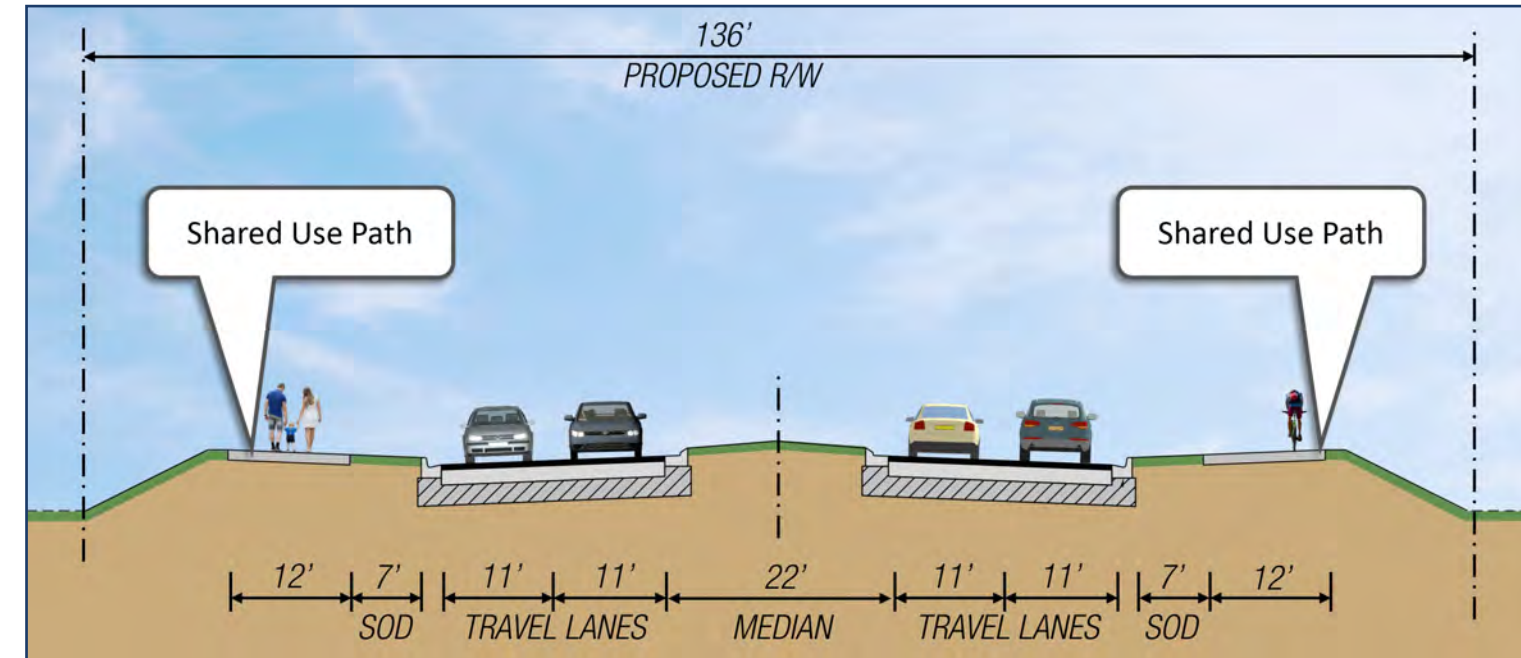 136’
PROPOSED R/W
Shared Use Path
Shared Use Path
12’ 7’ 11’ 11’ 22’ 11’ 11’ 7’ 12’
SOD TRAVEL LANES MEDIAN TRAVEL LANES SOD